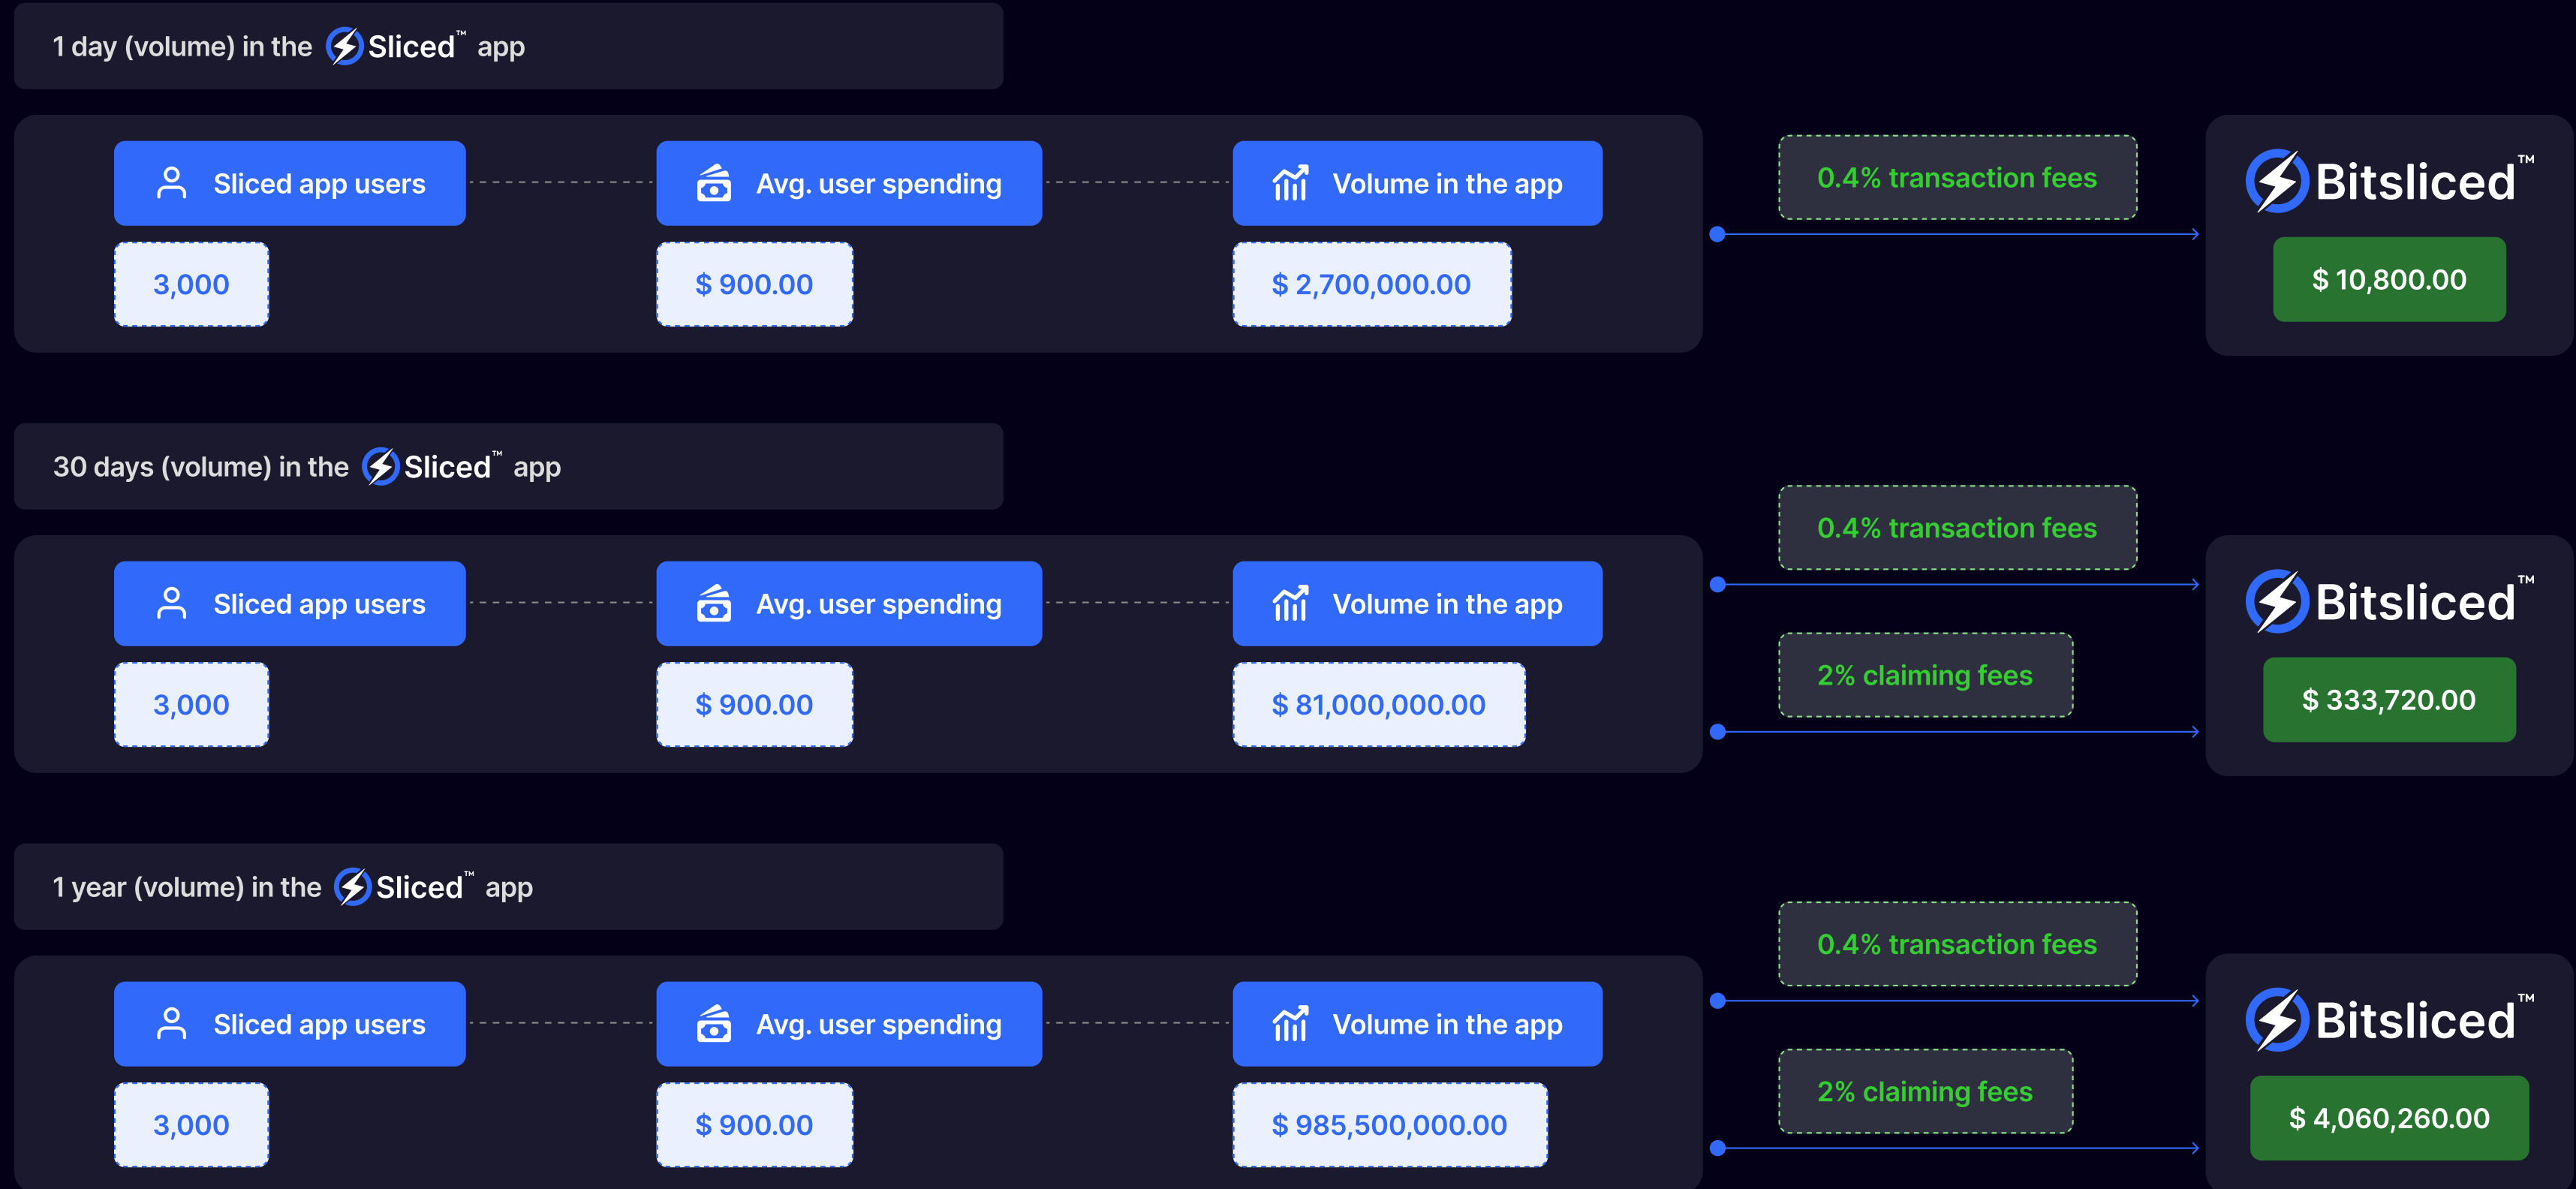 1 day (volume) in the Sliced™ app
Sliced app users
Avg. user spending
Volume in the app
3,000
$ 900.00
$ 2,700,000.00
0.4% transaction fees
Bitsliced™
$ 10,800.00
30 days (volume) in the Sliced™ app
Sliced app users
Avg. user spending
Volume in the app
3,000
$ 900.00
$ 81,000,000.00
0.4% transaction fees
2% claiming fees
Bitsliced™
$ 333,720.00
1 year (volume) in the Sliced™ app
Sliced app users
Avg. user spending
Volume in the app
3,000
$ 900.00
$ 985,500,000.00
0.4% transaction fees
2% claiming fees
Bitsliced™
$ 4,060,260.00